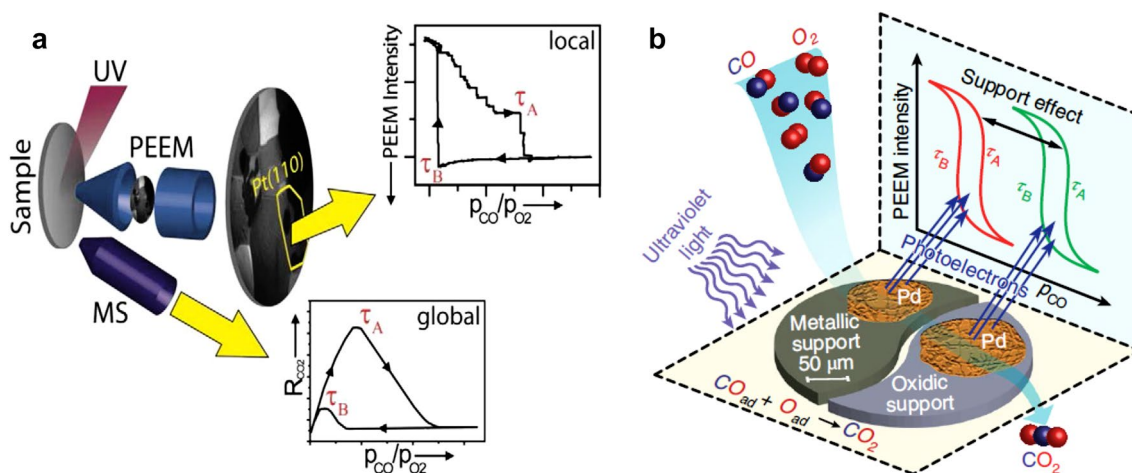 a
UV
PEEM
Sample
MS
Pt(110)
local
PEEM Intensity
τA
τB
pCO/pO2
global
RCO2
τA
τB
pCO/pO2
b
CO
O2
Ultraviolet
light
PEEM intensity
Support effect
τB
τA
τB
τA
Photoelectrons
pCO
Pd
Metallic
support
50 μm
Pd
Oxidic
support
COad + Oad → CO2
CO2